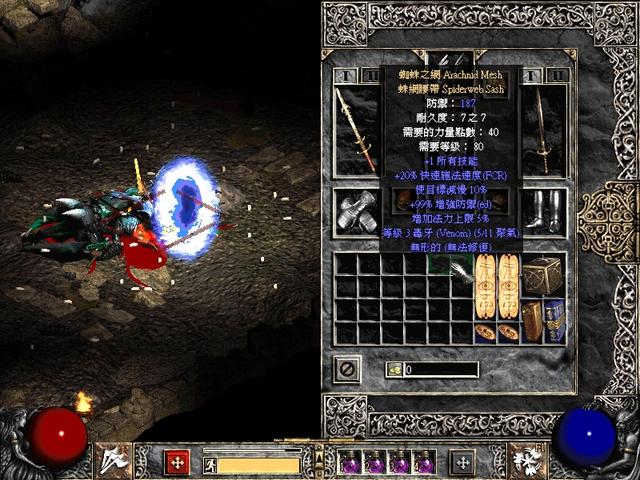 蜘蛛之網 Arachnid Mesh
蛛網腰帶 Spiderweb Sash
防禦： 187
耐久度： 7 之 7
需要的力量點數： 40
需要等級： 80
+1 所有技能
+20% 快速施法速度(FCR)
使目標減慢 10%
+99% 增強防禦(ed)
增加法力上限 5%
等級 3 毒牙 (Venom) (5/11 聚氣)
無形的 (無法修復)
I II
I II
0